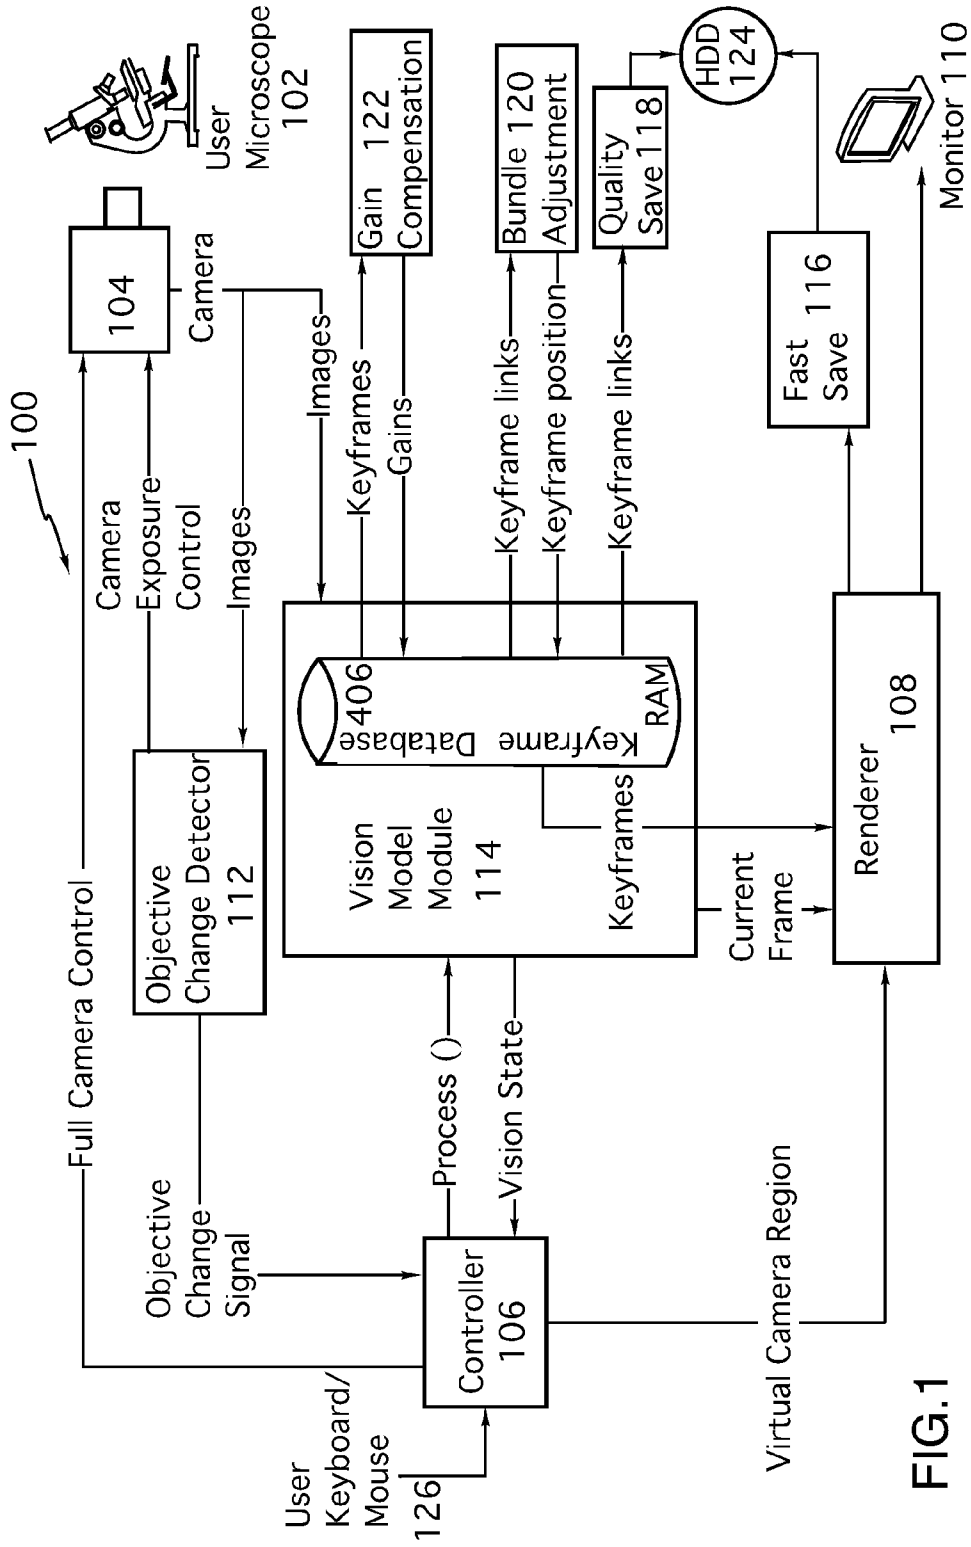 100
Full Camera Control
Camera
Exposure
Control
Images
104
Camera
User
Microscope
102
Objective
Change Detector
112
Objective
Change
Signal
Images
Keyframes
Gains
Gain 122
Compensation
Keyframe links
Keyframe position
Bundle 120
Adjustment
Keyframe links
Quality
Save 118
HDD
124
Vision
Model
Module
114
406
Keyframe Database
RAM
Keyframes
Process ()
Vision State
User
Keyboard/
Mouse
126
Controller
106
Current
Frame
Renderer
108
Fast
Save 116
Monitor 110
Virtual Camera Region
FIG.1